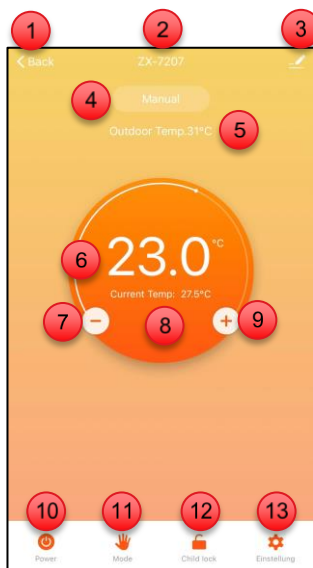 1 2 3
Back ZX-7207
4 Manual
Outdoor Temp.31°C 5
6 23.0°C
Current Temp: 27.5°C
7 − 8 + 9
10 11 12 13
Power Mode Child lock Einstellung